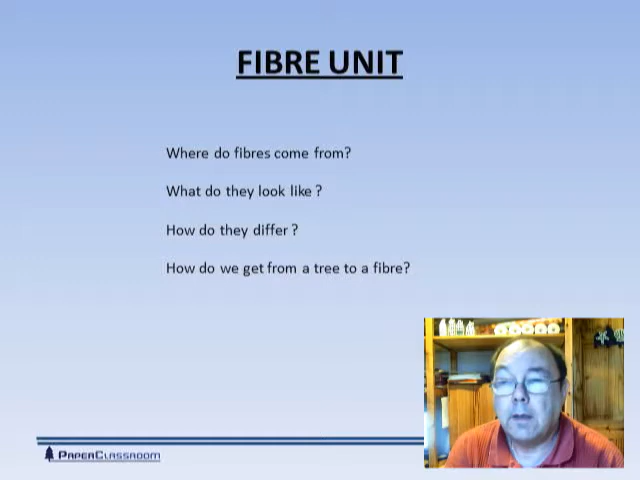 FIBRE UNIT
Where do fibres come from?
What do they look like ?
How do they differ ?
How do we get from a tree to a fibre?
PAPERCLASSROOM